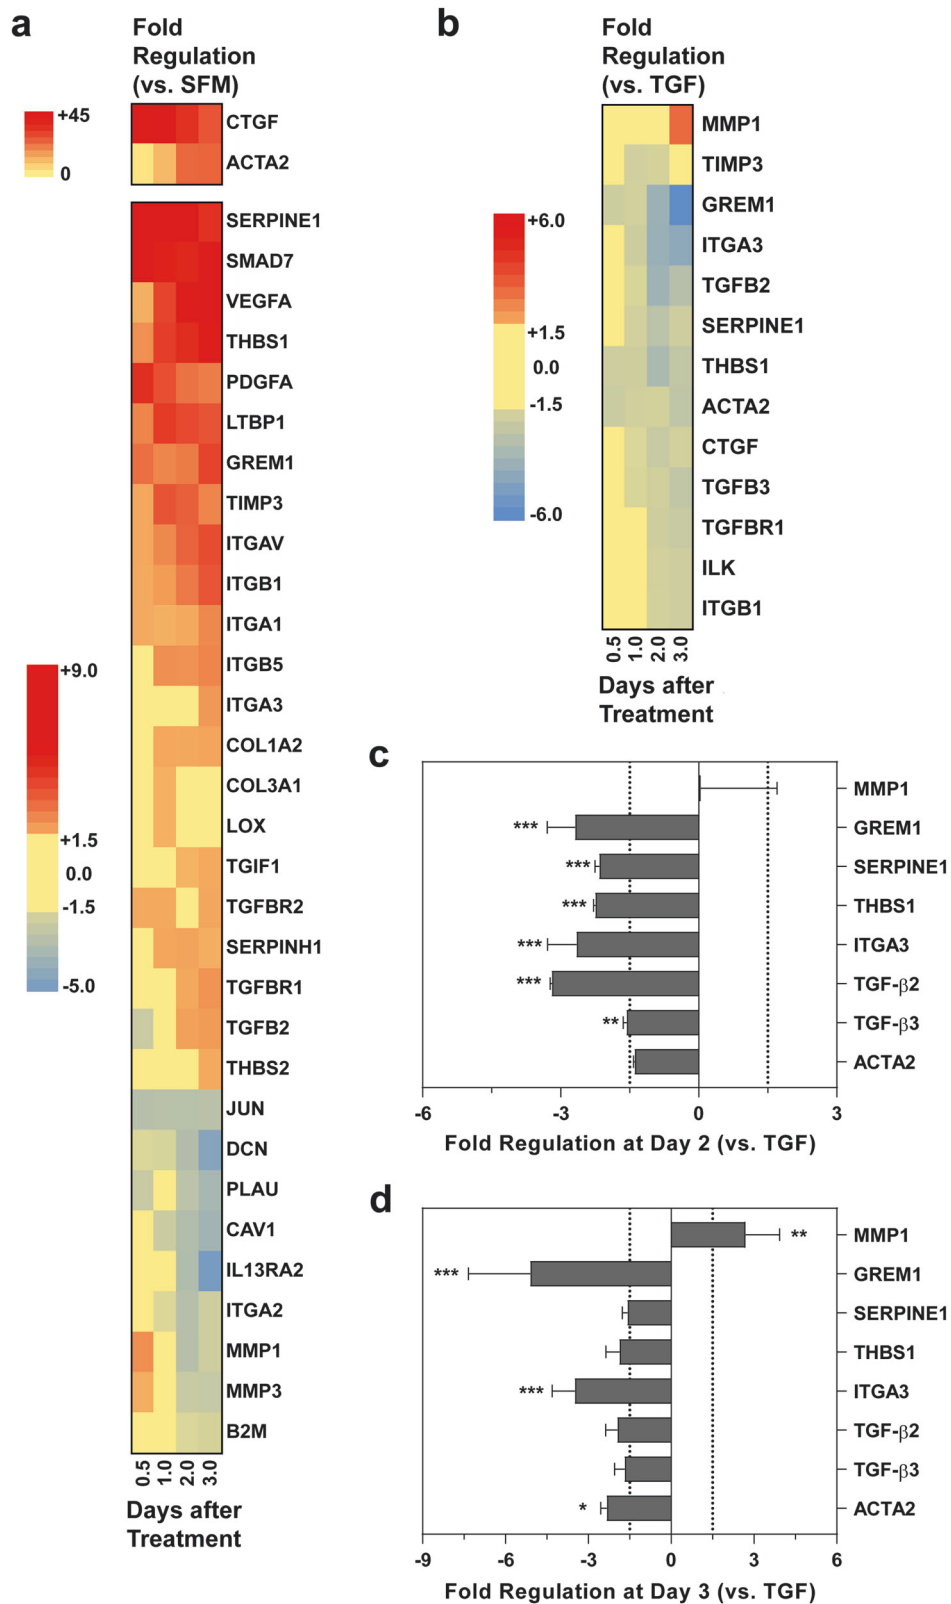 a
Fold
Regulation
(vs. SFM)
+45
0
CTGF
ACTA2
SERPINE1
SMAD7
VEGFA
THBS1
PDGFA
LTBP1
GREM1
TIMP3
ITGAV
ITGB1
ITGA1
ITGB5
ITGA3
COL1A2
COL3A1
LOX
TGIF1
TGFBR2
SERPINH1
TGFBR1
TGFB2
THBS2
JUN
DCN
PLAU
CAV1
IL13RA2
ITGA2
MMP1
MMP3
B2M
+9.0
+1.5
0.0
-1.5
-5.0
0.5 1.0 2.0 3.0
Days after
Treatment
b
Fold
Regulation
(vs. TGF)
+6.0
+1.5
0.0
-1.5
-6.0
MMP1
TIMP3
GREM1
ITGA3
TGFB2
SERPINE1
THBS1
ACTA2
CTGF
TGFB3
TGFBR1
ILK
ITGB1
0.5 1.0 2.0 3.0
Days after
Treatment
c
MMP1
*** GREM1
*** SERPINE1
*** THBS1
*** ITGA3
*** TGF-β2
** TGF-β3
ACTA2
-6 -3 0 3
Fold Regulation at Day 2 (vs. TGF)
d
** MMP1
*** GREM1
SERPINE1
THBS1
*** ITGA3
TGF-β2
TGF-β3
* ACTA2
-9 -6 -3 0 3 6
Fold Regulation at Day 3 (vs. TGF)